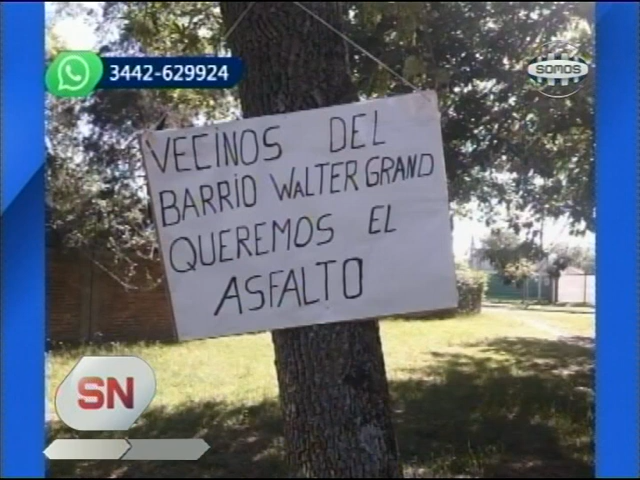 3442-629924
SOMOS
VECINOS DEL
BARRIO WALTER GRAND
QUEREMOS EL
ASFALTO
SN